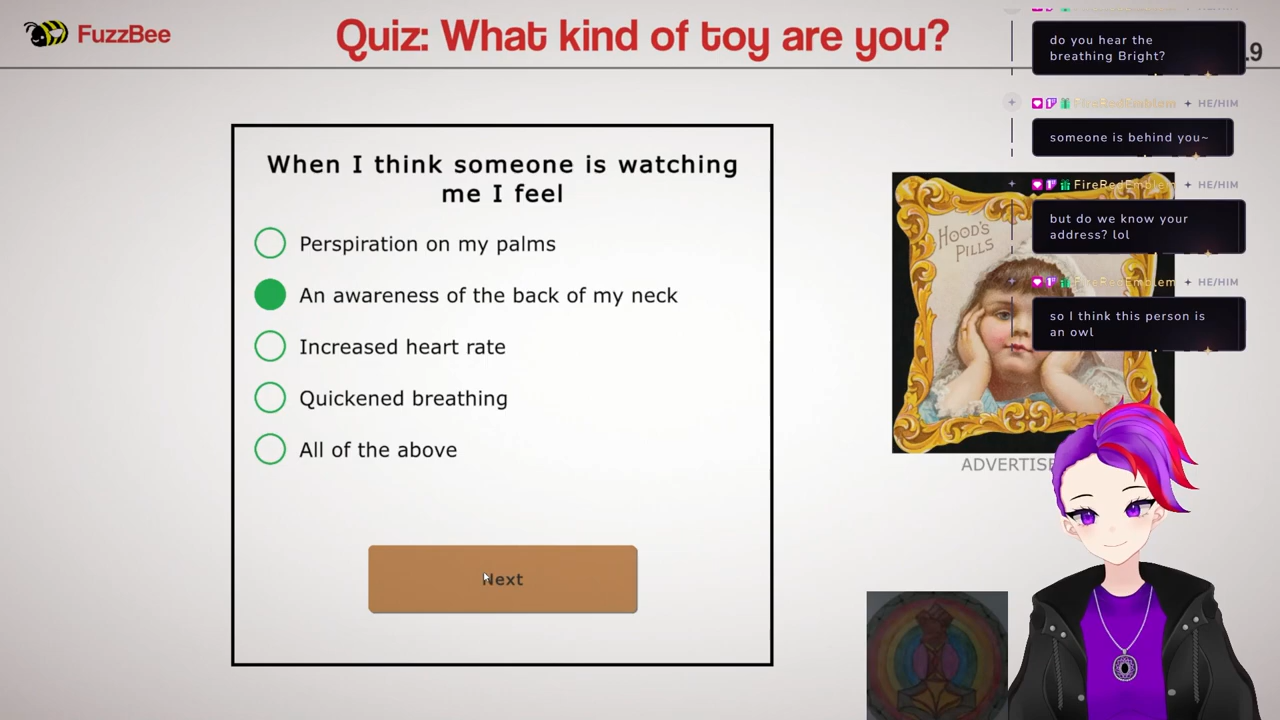 FuzzBee
Quiz: What kind of toy are you?
When I think someone is watching
me I feel
Perspiration on my palms
An awareness of the back of my neck
Increased heart rate
Quickened breathing
All of the above
Next
HOOD'S
PILLS
do you hear the
breathing Bright?
FireRedEmblem HE/HIM
someone is behind you~
FireRedEmblem HE/HIM
but do we know your
address? lol
FireRedEmblem HE/HIM
so I think this person is
an owl